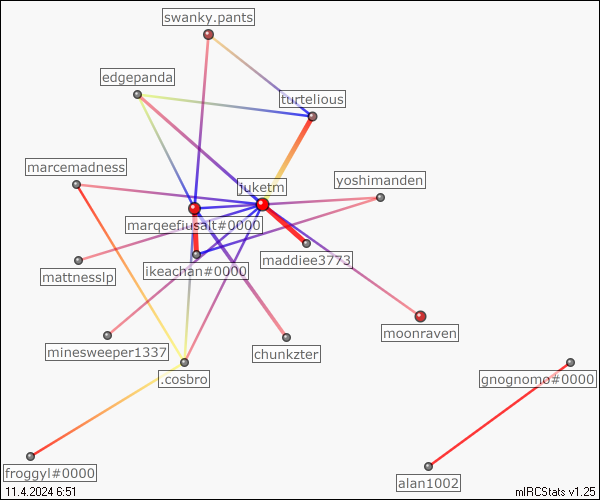 swanky.pants
edgepanda
turtelious
marcemadness
yoshimanden
juketm
marqeefiusalt#0000
maddiee3773
mattnesslp
ikeachan#0000
moonraven
minesweeper1337
chunkzter
.cosbro
gnognomo#0000
froggyl#0000
alan1002
11.4.2024 6:51
mIRCStats v1.25